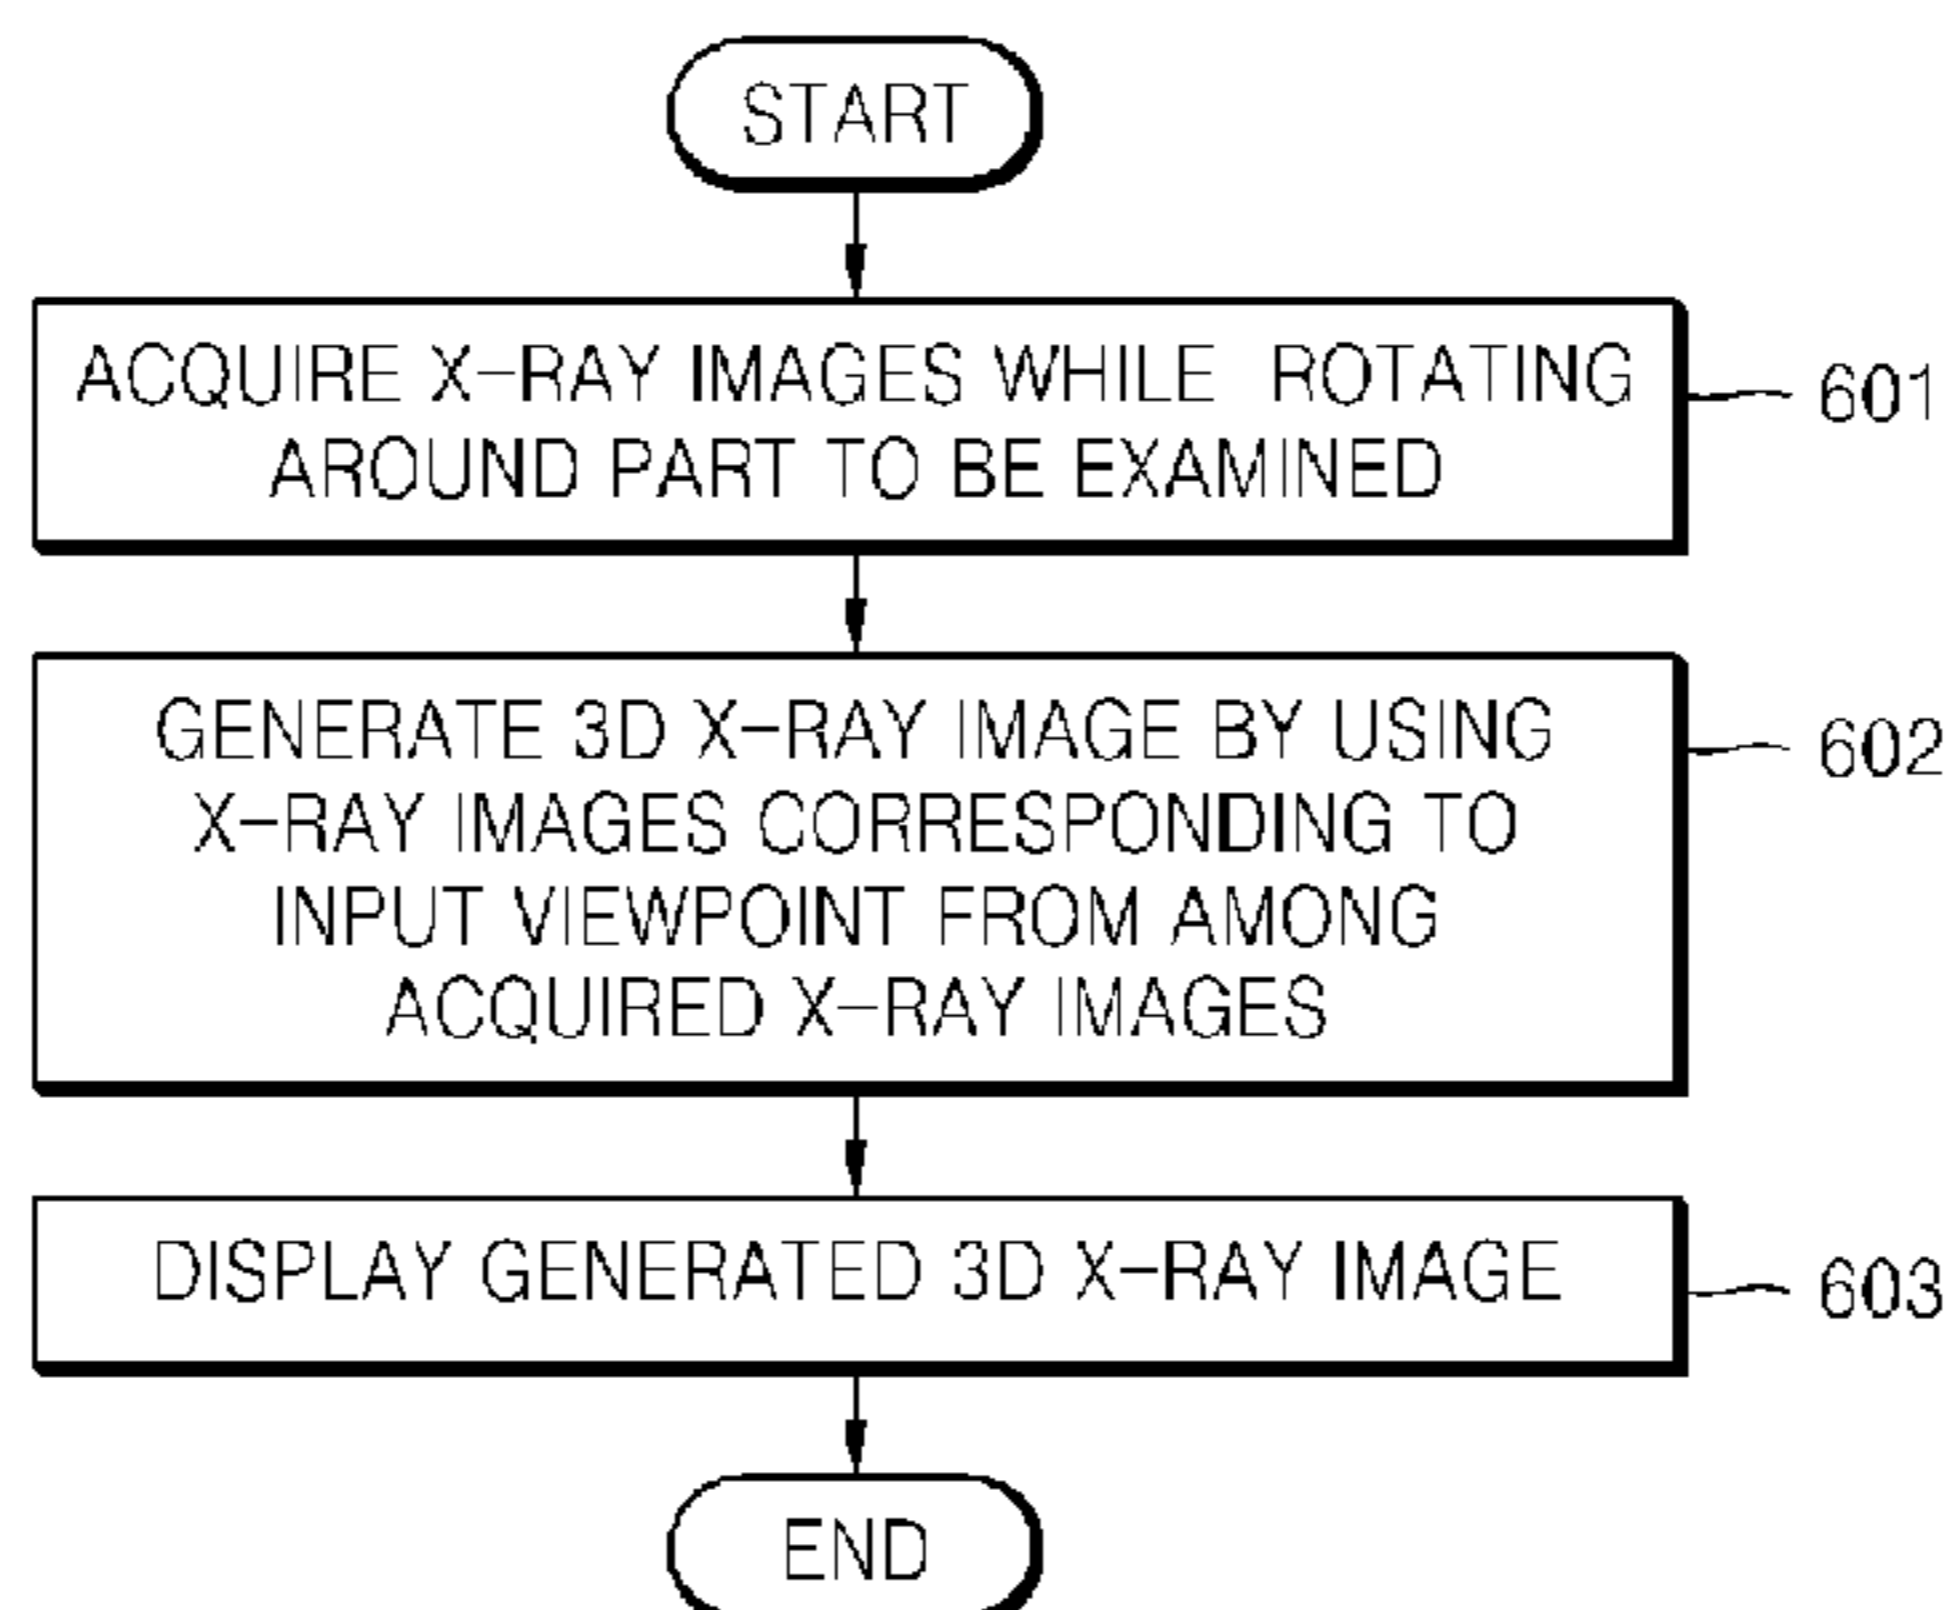 START
ACQUIRE X-RAY IMAGES WHILE ROTATING
AROUND PART TO BE EXAMINED
601
GENERATE 3D X-RAY IMAGE BY USING
X-RAY IMAGES CORRESPONDING TO
INPUT VIEWPOINT FROM AMONG
ACQUIRED X-RAY IMAGES
602
DISPLAY GENERATED 3D X-RAY IMAGE
603
END